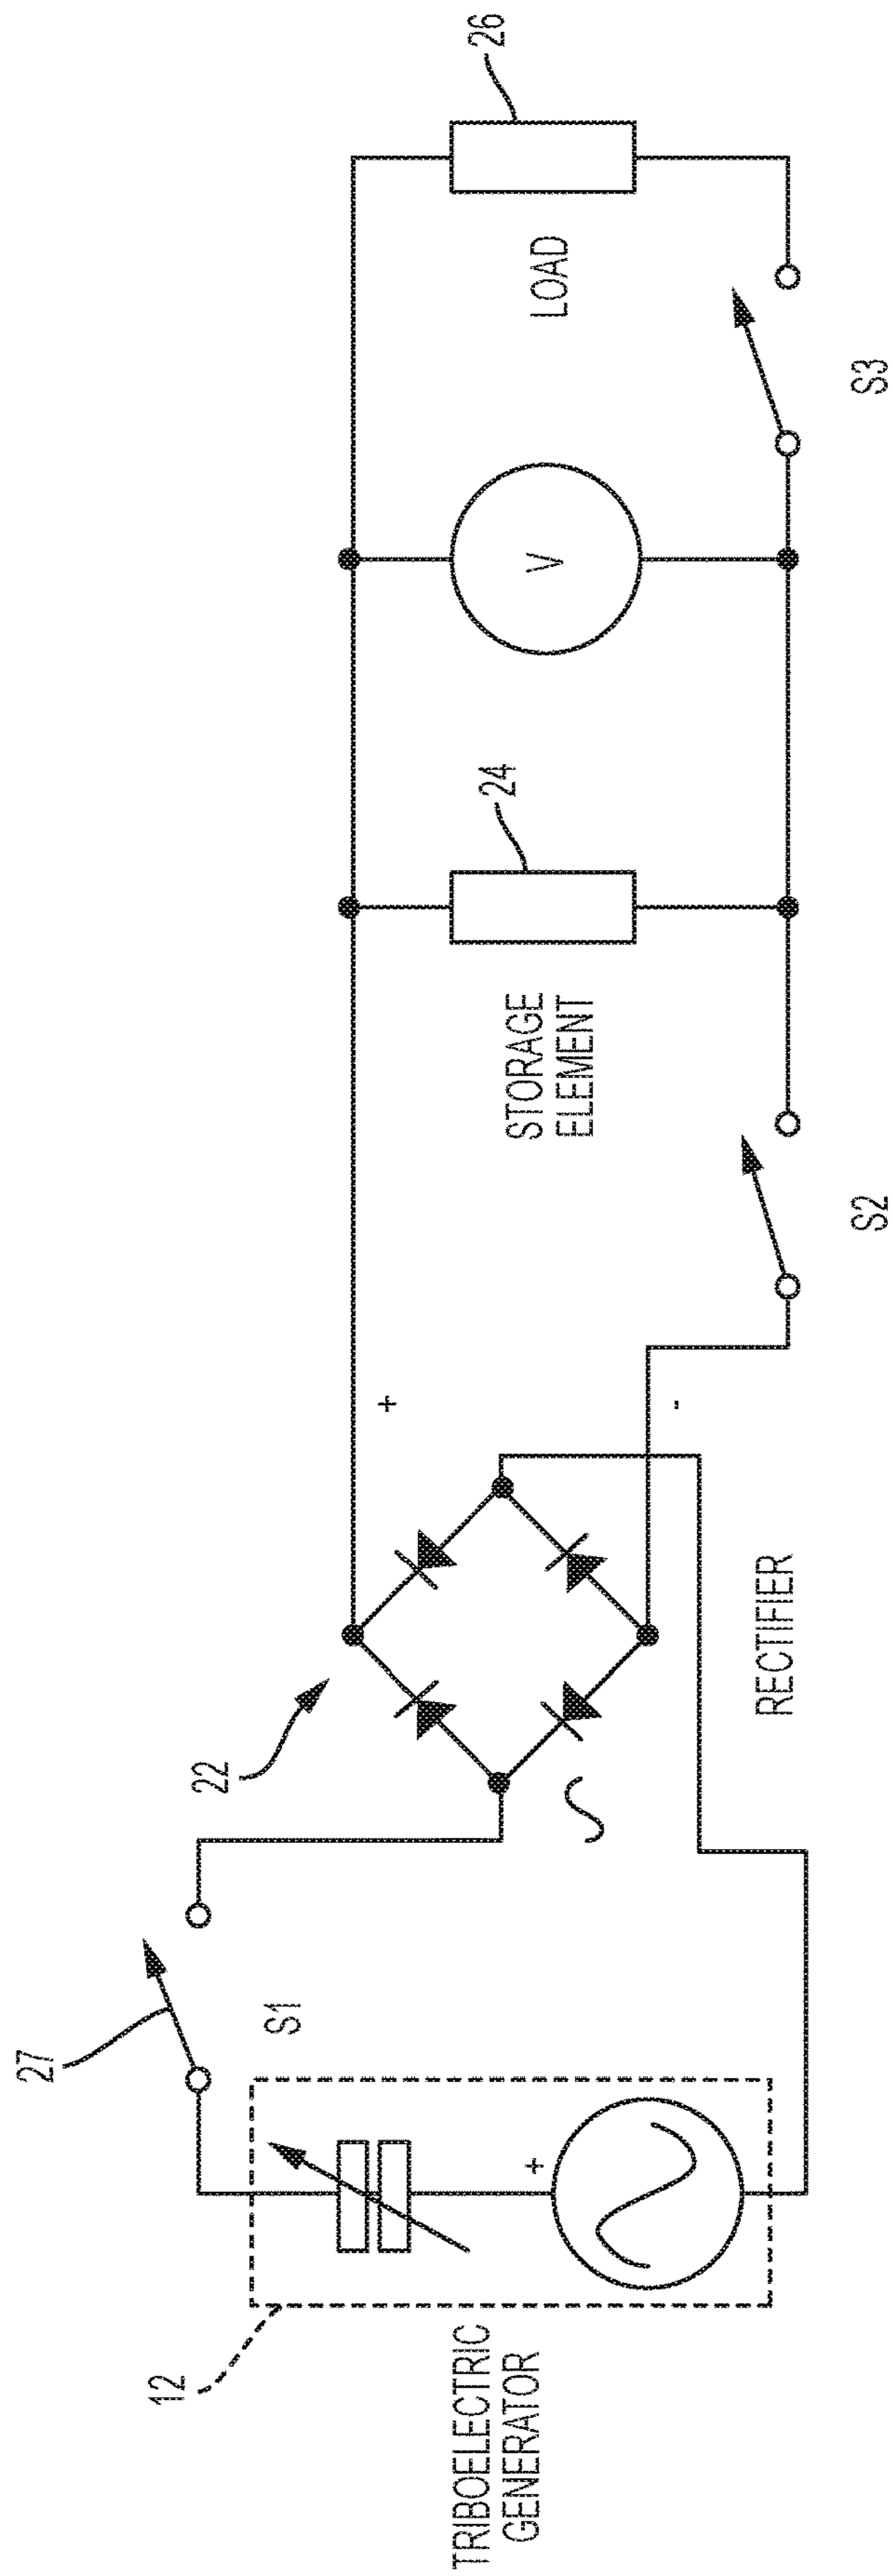 27
S1
12
TRIBOELECTRIC
GENERATOR
+
22
RECTIFIER
+
-
S2
STORAGE
ELEMENT
24
V
S3
LOAD
26